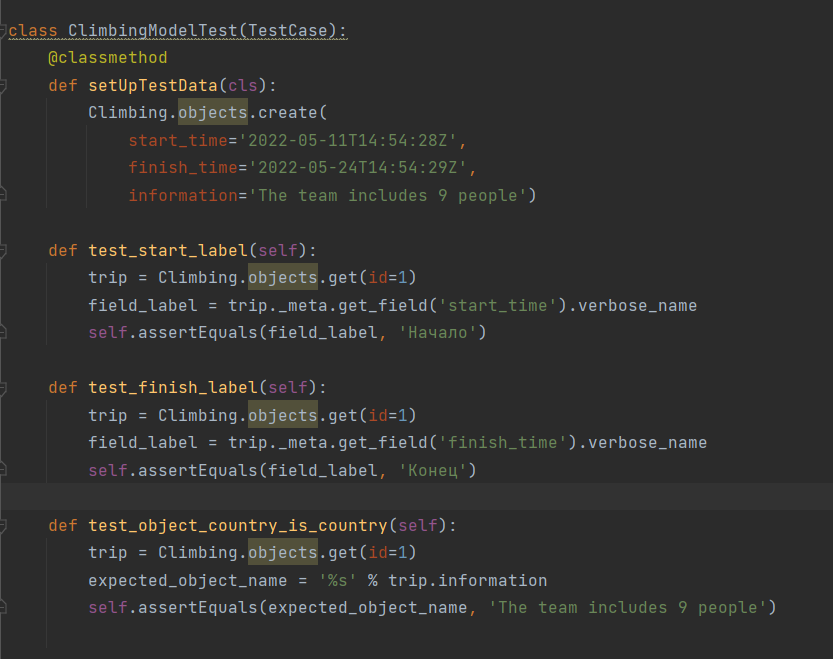 class ClimbingModelTest(TestCase):
    @classmethod
    def setUpTestData(cls):
        Climbing.objects.create(
            start_time='2022-05-11T14:54:28Z',
            finish_time='2022-05-24T14:54:29Z',
            information='The team includes 9 people')

    def test_start_label(self):
        trip = Climbing.objects.get(id=1)
        field_label = trip._meta.get_field('start_time').verbose_name
        self.assertEquals(field_label, 'Начало')

    def test_finish_label(self):
        trip = Climbing.objects.get(id=1)
        field_label = trip._meta.get_field('finish_time').verbose_name
        self.assertEquals(field_label, 'Конец')

    def test_object_country_is_country(self):
        trip = Climbing.objects.get(id=1)
        expected_object_name = '%s' % trip.information
        self.assertEquals(expected_object_name, 'The team includes 9 people')